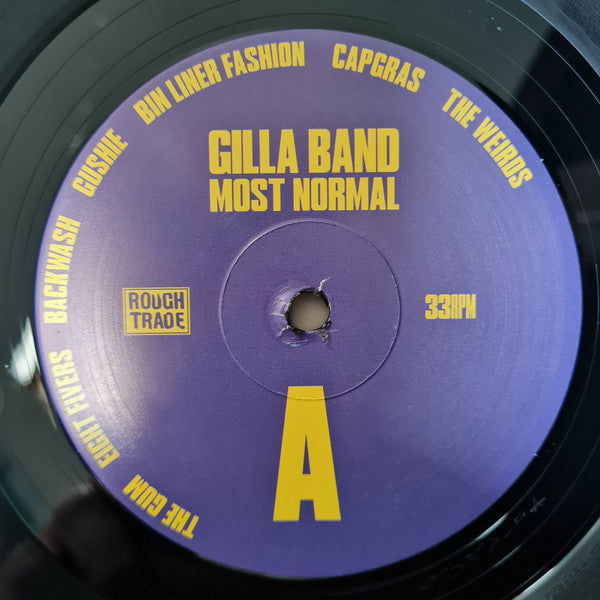 THE GUM
EIGHT FIVERS
BACKWASH
GUSHIE
BIN LINER FASHION
CAPGRAS
THE WEIRDS
GILLA BAND
MOST NORMAL
ROUGH
TRADE
33RPM
A